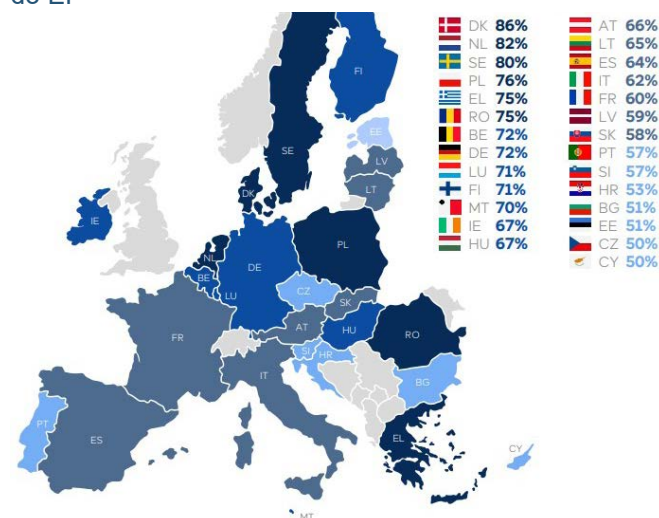 DK 86%
NL 82%
SE 80%
PL 76%
EL 75%
RO 75%
BE 72%
DE 72%
LU 71%
FI 71%
MT 70%
IE 67%
HU 67%
AT 66%
LT 65%
ES 64%
IT 62%
FR 60%
LV 59%
SK 58%
PT 57%
SI 57%
HR 53%
BG 51%
EE 51%
CZ 50%
CY 50%
FI
EE
SE
LV
DK
LT
IE
NL
PL
DE
BE
LU
CZ
SK
AT
HU
FR
RO
SI
HR
IT
BG
PT
ES
EL
CY
MT